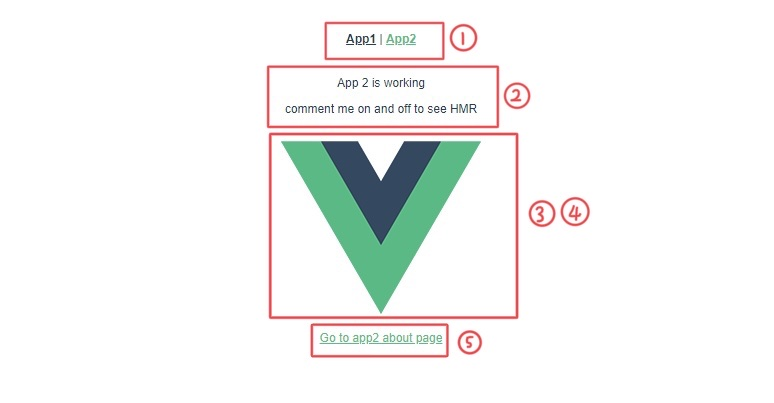 App1 | App2 ①
App 2 is working
comment me on and off to see HMR ②
③ ④
Go to app2 about page ⑤